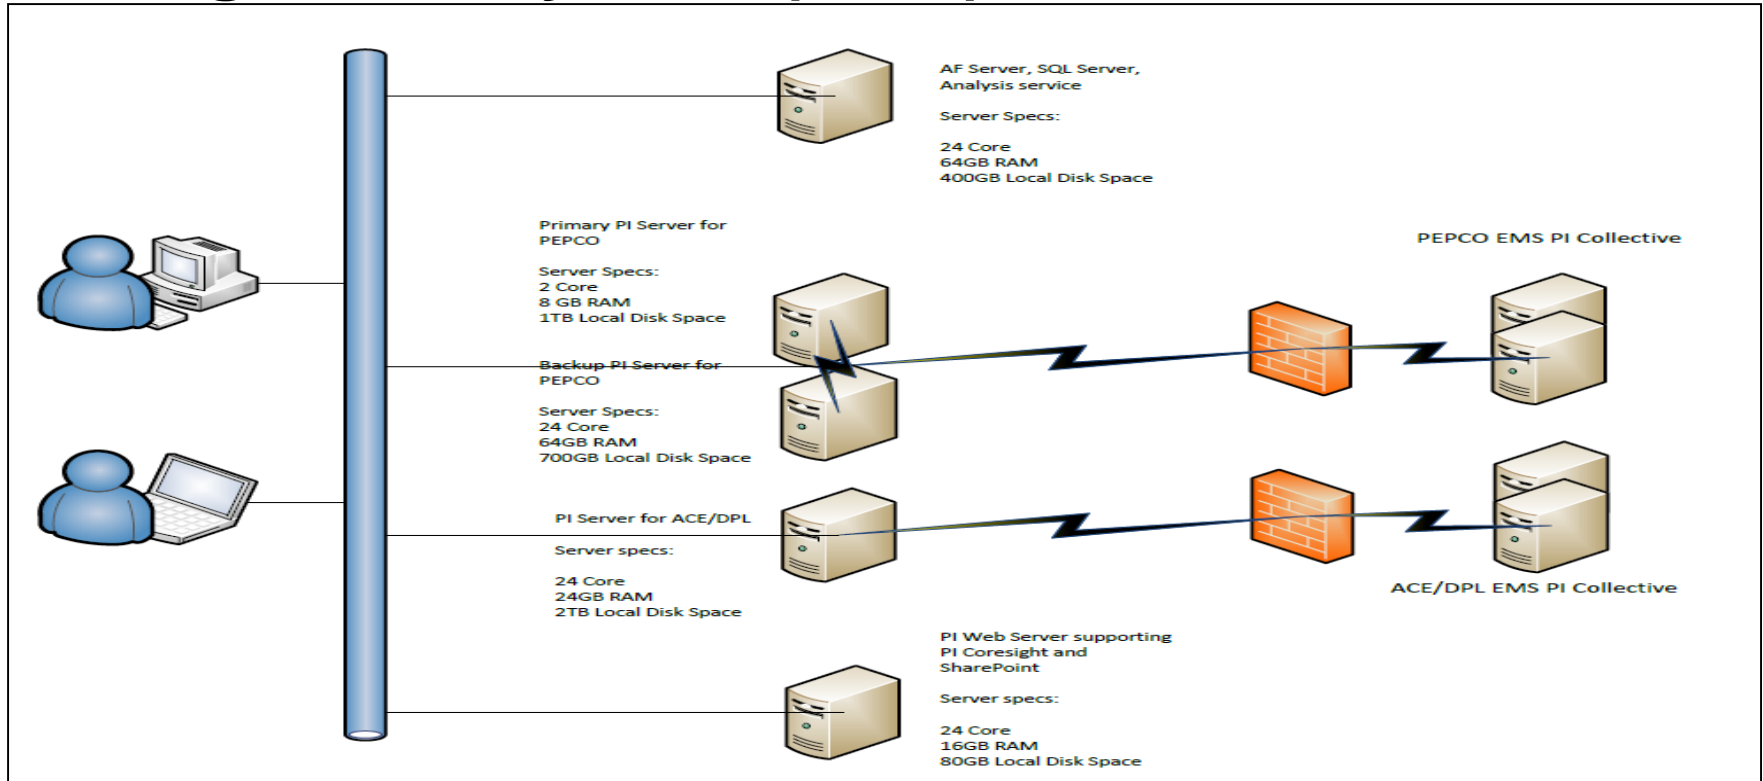 AF Server, SQL Server,
Analysis service
Server Specs:
24 Core
64GB RAM
400GB Local Disk Space
Primary PI Server for
PEPCO
Server Specs:
2 Core
8 GB RAM
1TB Local Disk Space
PEPCO EMS PI Collective
Backup PI Server for
PEPCO
Server Specs:
24 Core
64GB RAM
700GB Local Disk Space
PI Server for ACE/DPL
Server specs:
24 Core
24GB RAM
2TB Local Disk Space
ACE/DPL EMS PI Collective
PI Web Server supporting
PI Coresight and
SharePoint
Server specs:
24 Core
16GB RAM
80GB Local Disk Space